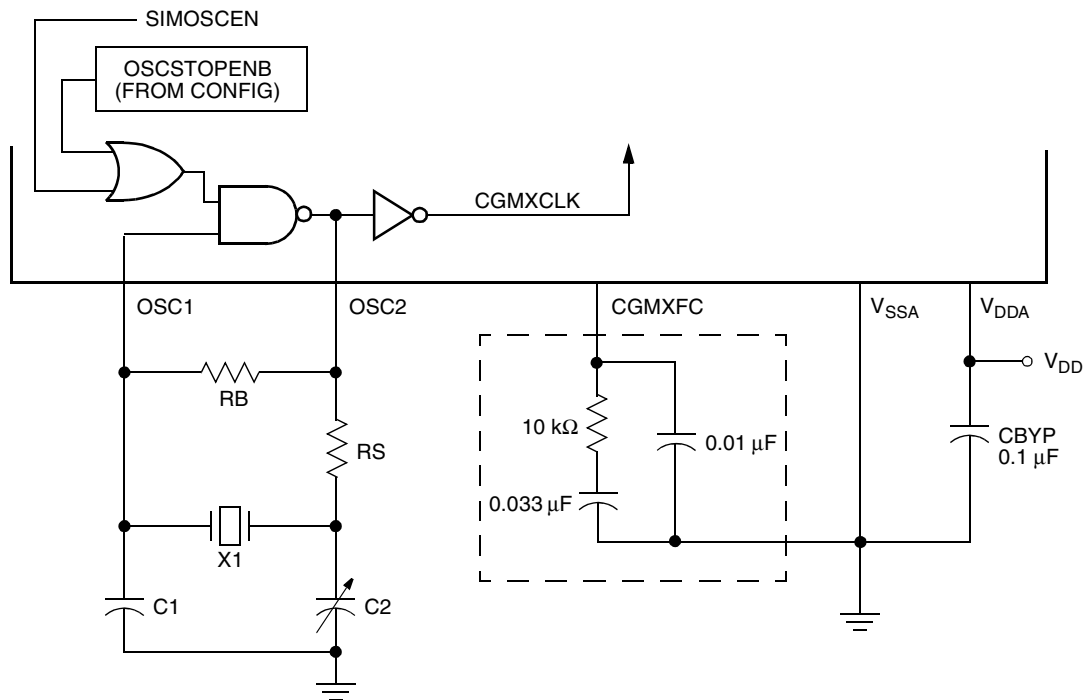 SIMOSCEN
OSCSTOPENB
(FROM CONFIG)
CGMXCLK
OSC1
OSC2
CGMXFC
VSSA
VDDA
VDD
RB
10 kΩ
0.01 µF
CBYP
0.1 µF
RS
0.033 µF
X1
C1
C2